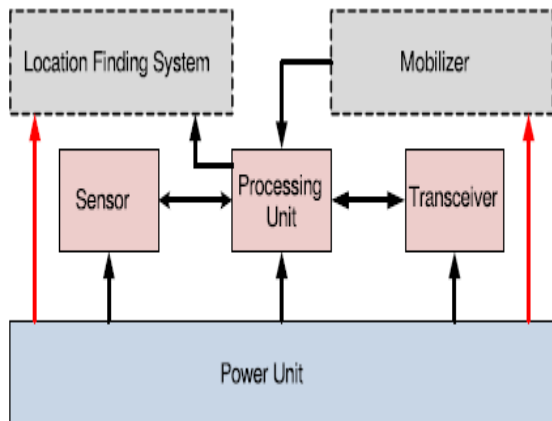 Location Finding System
Mobilizer
Sensor
Processing
Unit
Transceiver
Power Unit